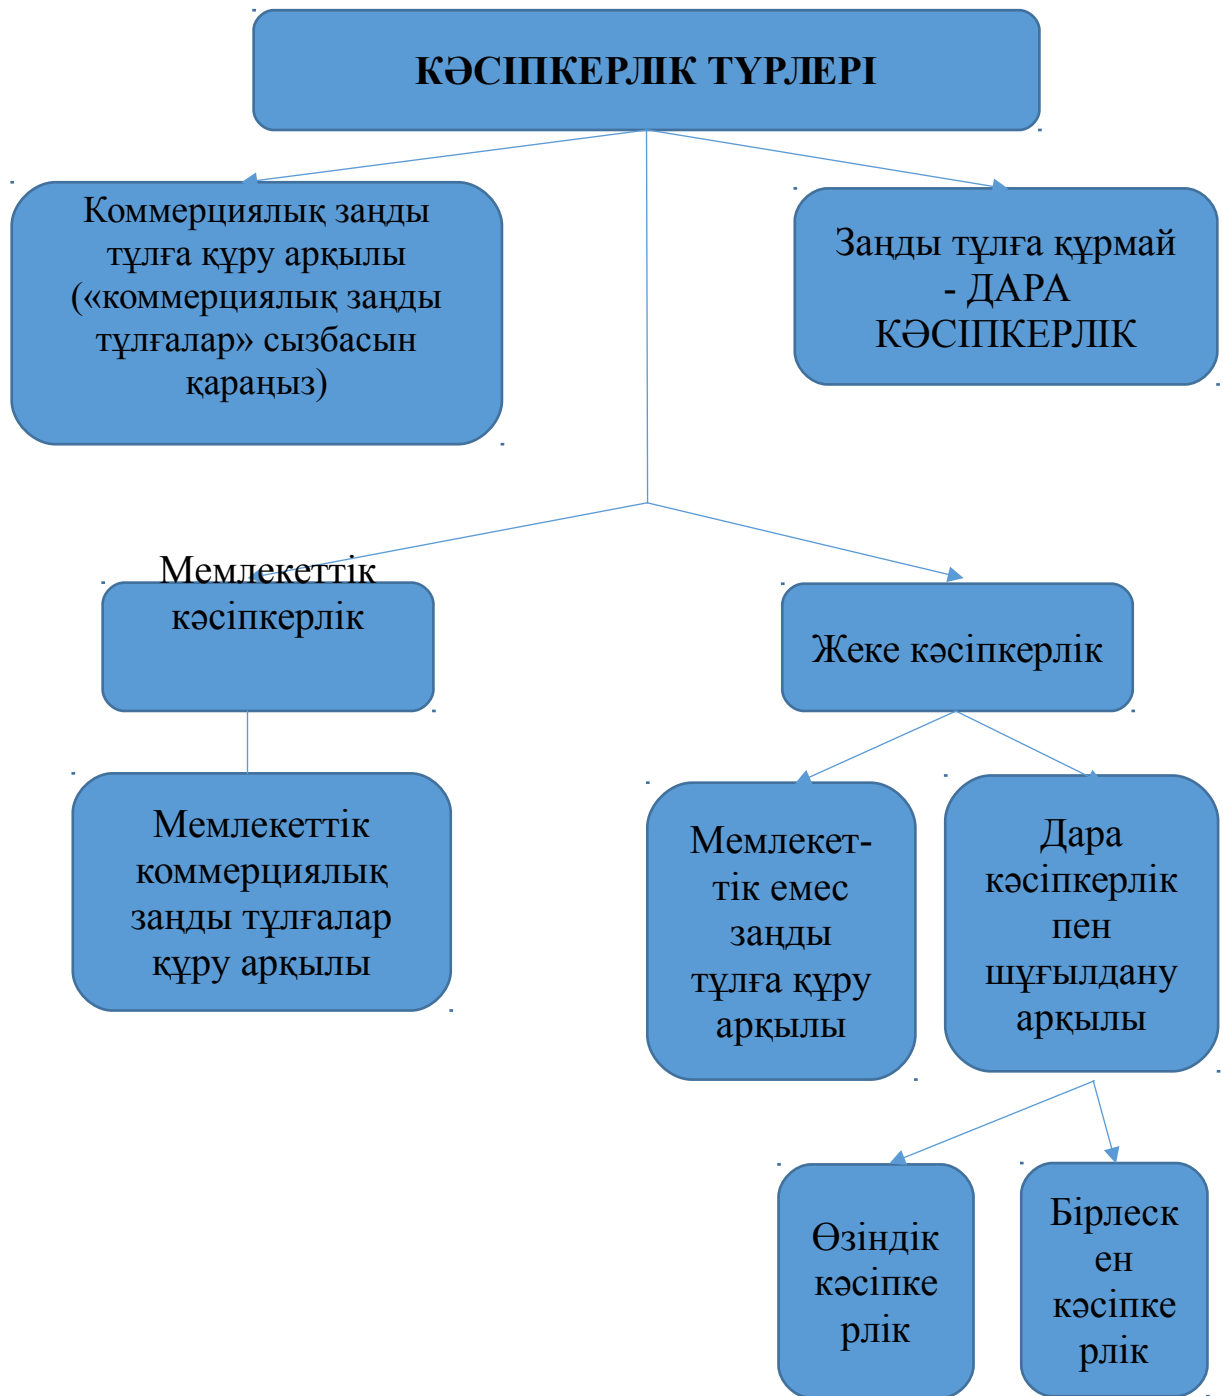 КӘСІПКЕРЛІК ТҮРЛЕРІ
Коммерциялық заңды
тұлға құру арқылы
(«коммерциялық заңды
тұлғалар» сызбасын
қараңыз)
Заңды тұлға құрмай
- ДАРА
КӘСІПКЕРЛІК
Мемлекеттік
кәсіпкерлік
Жеке кәсіпкерлік
Мемлекеттік
коммерциялық
заңды тұлғалар
құру арқылы
Мемлекет-
тік емес
заңды
тұлға құру
арқылы
Дара
кәсіпкерлік
пен
шұғылдану
арқылы
Өзіндік
кәсіпке
рлік
Бірлеск
ен
кәсіпке
рлік